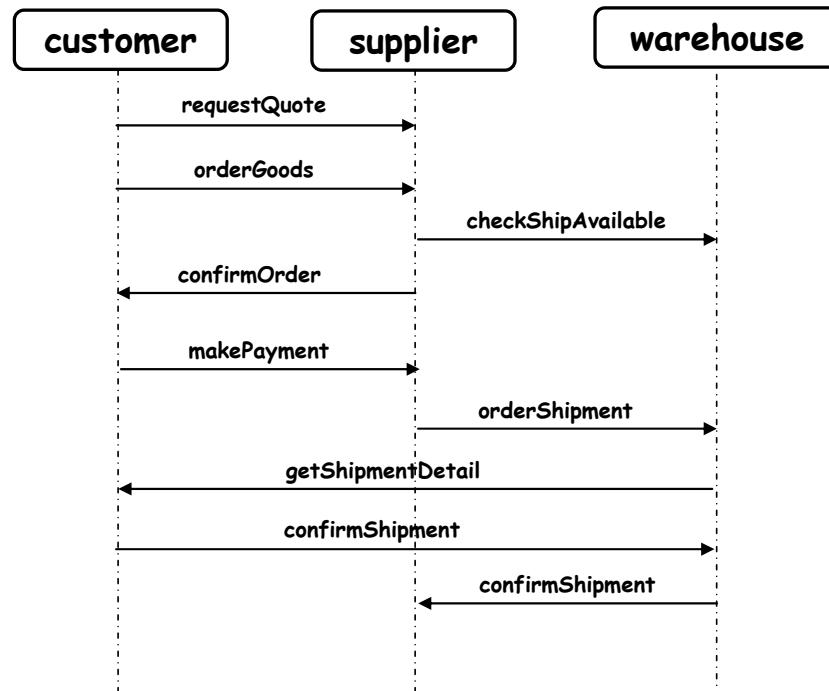 customer
supplier
warehouse
requestQuote
orderGoods
checkShipAvailable
confirmOrder
makePayment
orderShipment
getShipmentDetail
confirmShipment
confirmShipment